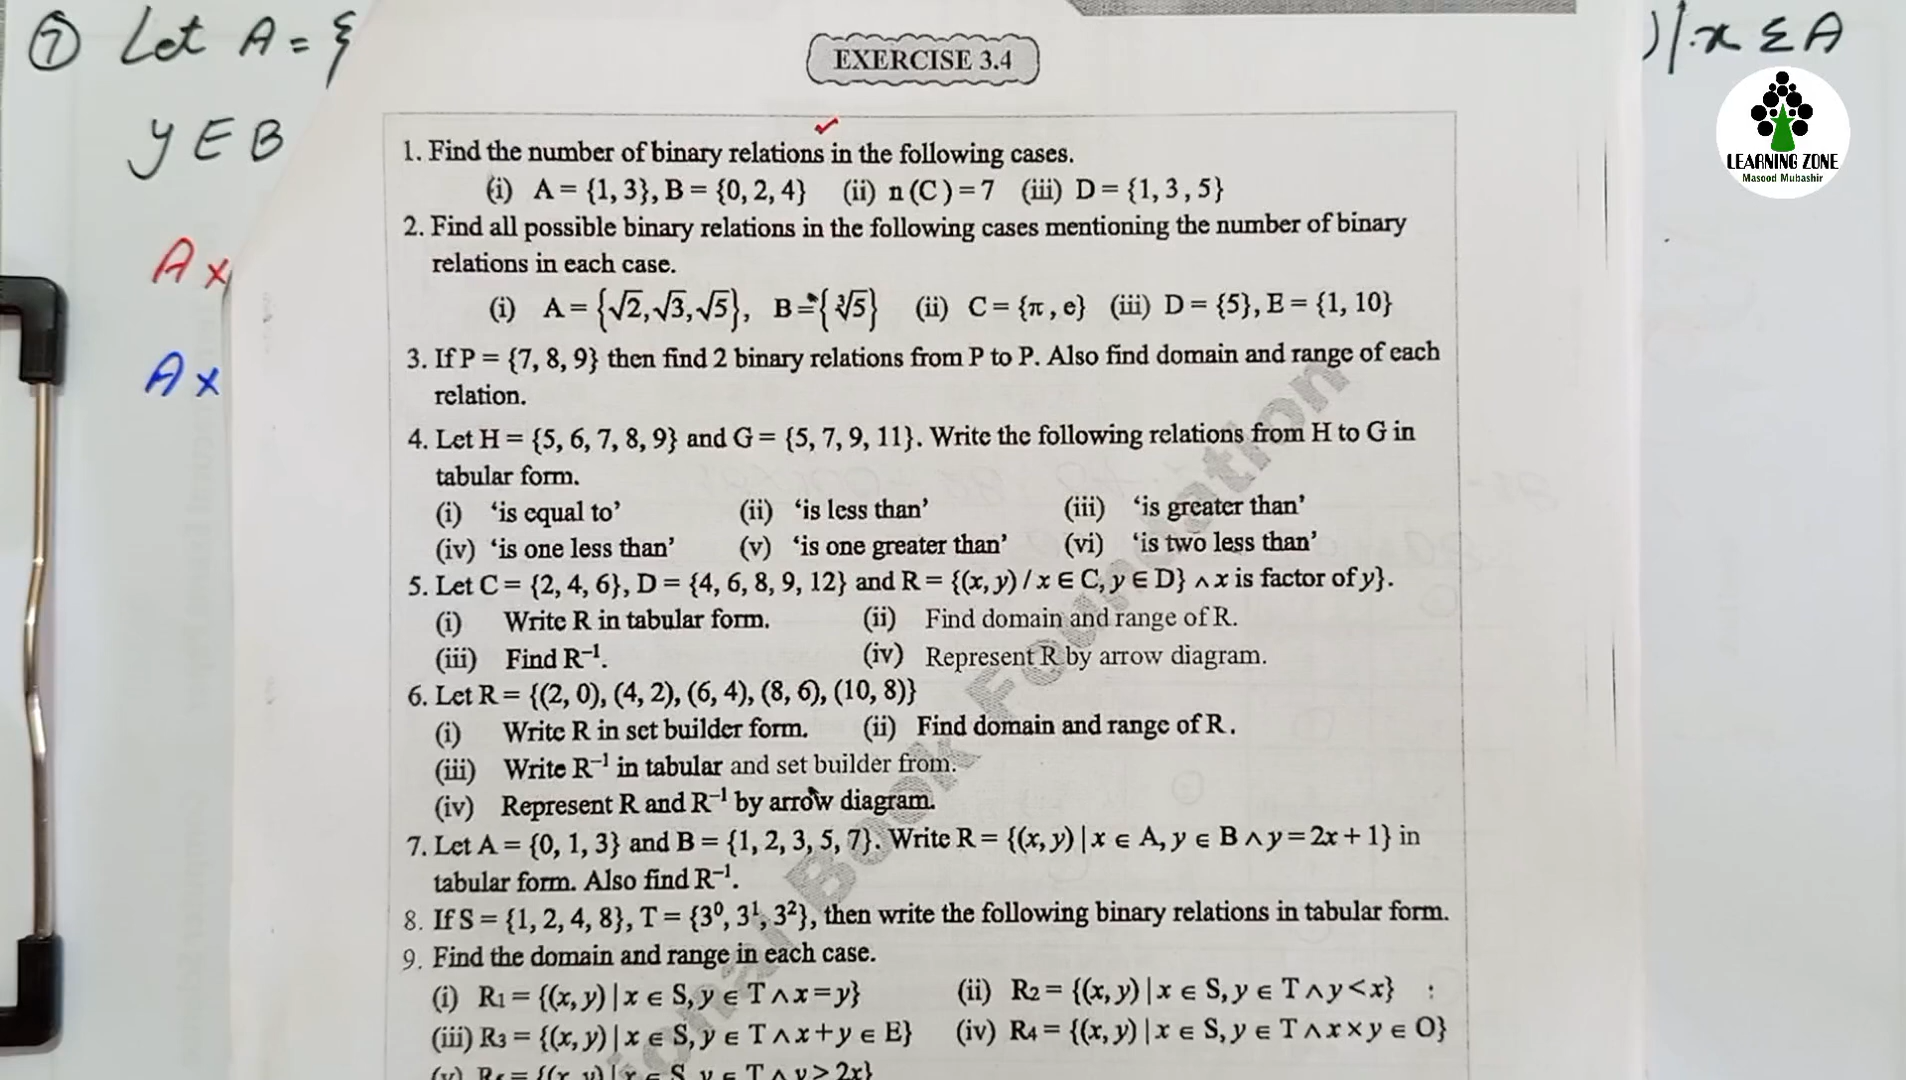 ⑦ Let A = {
) | x ∈ A
y ∈ B
A ×
A ×
LEARNING ZONE
Masood Mubashir
EXERCISE 3.4
1. Find the number of binary relations in the following cases.
(i) A = {1, 3}, B = {0, 2, 4} (ii) n (C) = 7 (iii) D = {1, 3, 5}
2. Find all possible binary relations in the following cases mentioning the number of binary
relations in each case.
(i) A = {√2, √3, √5}, B = {∛5} (ii) C = {π, e} (iii) D = {5}, E = {1, 10}
3. If P = {7, 8, 9} then find 2 binary relations from P to P. Also find domain and range of each
relation.
4. Let H = {5, 6, 7, 8, 9} and G = {5, 7, 9, 11}. Write the following relations from H to G in
tabular form.
(i) ‘is equal to’ (ii) ‘is less than’ (iii) ‘is greater than’
(iv) ‘is one less than’ (v) ‘is one greater than’ (vi) ‘is two less than’
5. Let C = {2, 4, 6}, D = {4, 6, 8, 9, 12} and R = {(x, y) / x ∈ C, y ∈ D} ∧ x is factor of y}.
(i) Write R in tabular form. (ii) Find domain and range of R.
(iii) Find R⁻¹. (iv) Represent R by arrow diagram.
6. Let R = {(2, 0), (4, 2), (6, 4), (8, 6), (10, 8)}
(i) Write R in set builder form. (ii) Find domain and range of R.
(iii) Write R⁻¹ in tabular and set builder from.
(iv) Represent R and R⁻¹ by arrow diagram.
7. Let A = {0, 1, 3} and B = {1, 2, 3, 5, 7}. Write R = {(x, y) | x ∈ A, y ∈ B ∧ y = 2x + 1} in
tabular form. Also find R⁻¹.
8. If S = {1, 2, 4, 8}, T = {3⁰, 3¹, 3²}, then write the following binary relations in tabular form.
9. Find the domain and range in each case.
(i) R₁ = {(x, y) | x ∈ S, y ∈ T ∧ x = y} (ii) R₂ = {(x, y) | x ∈ S, y ∈ T ∧ y < x} :
(iii) R₃ = {(x, y) | x ∈ S, y ∈ T ∧ x + y ∈ E} (iv) R₄ = {(x, y) | x ∈ S, y ∈ T ∧ x × y ∈ O}
(v) R₅ = {(x, y) | x ∈ S, y ∈ T ∧ y > 2x}
Book Foundation